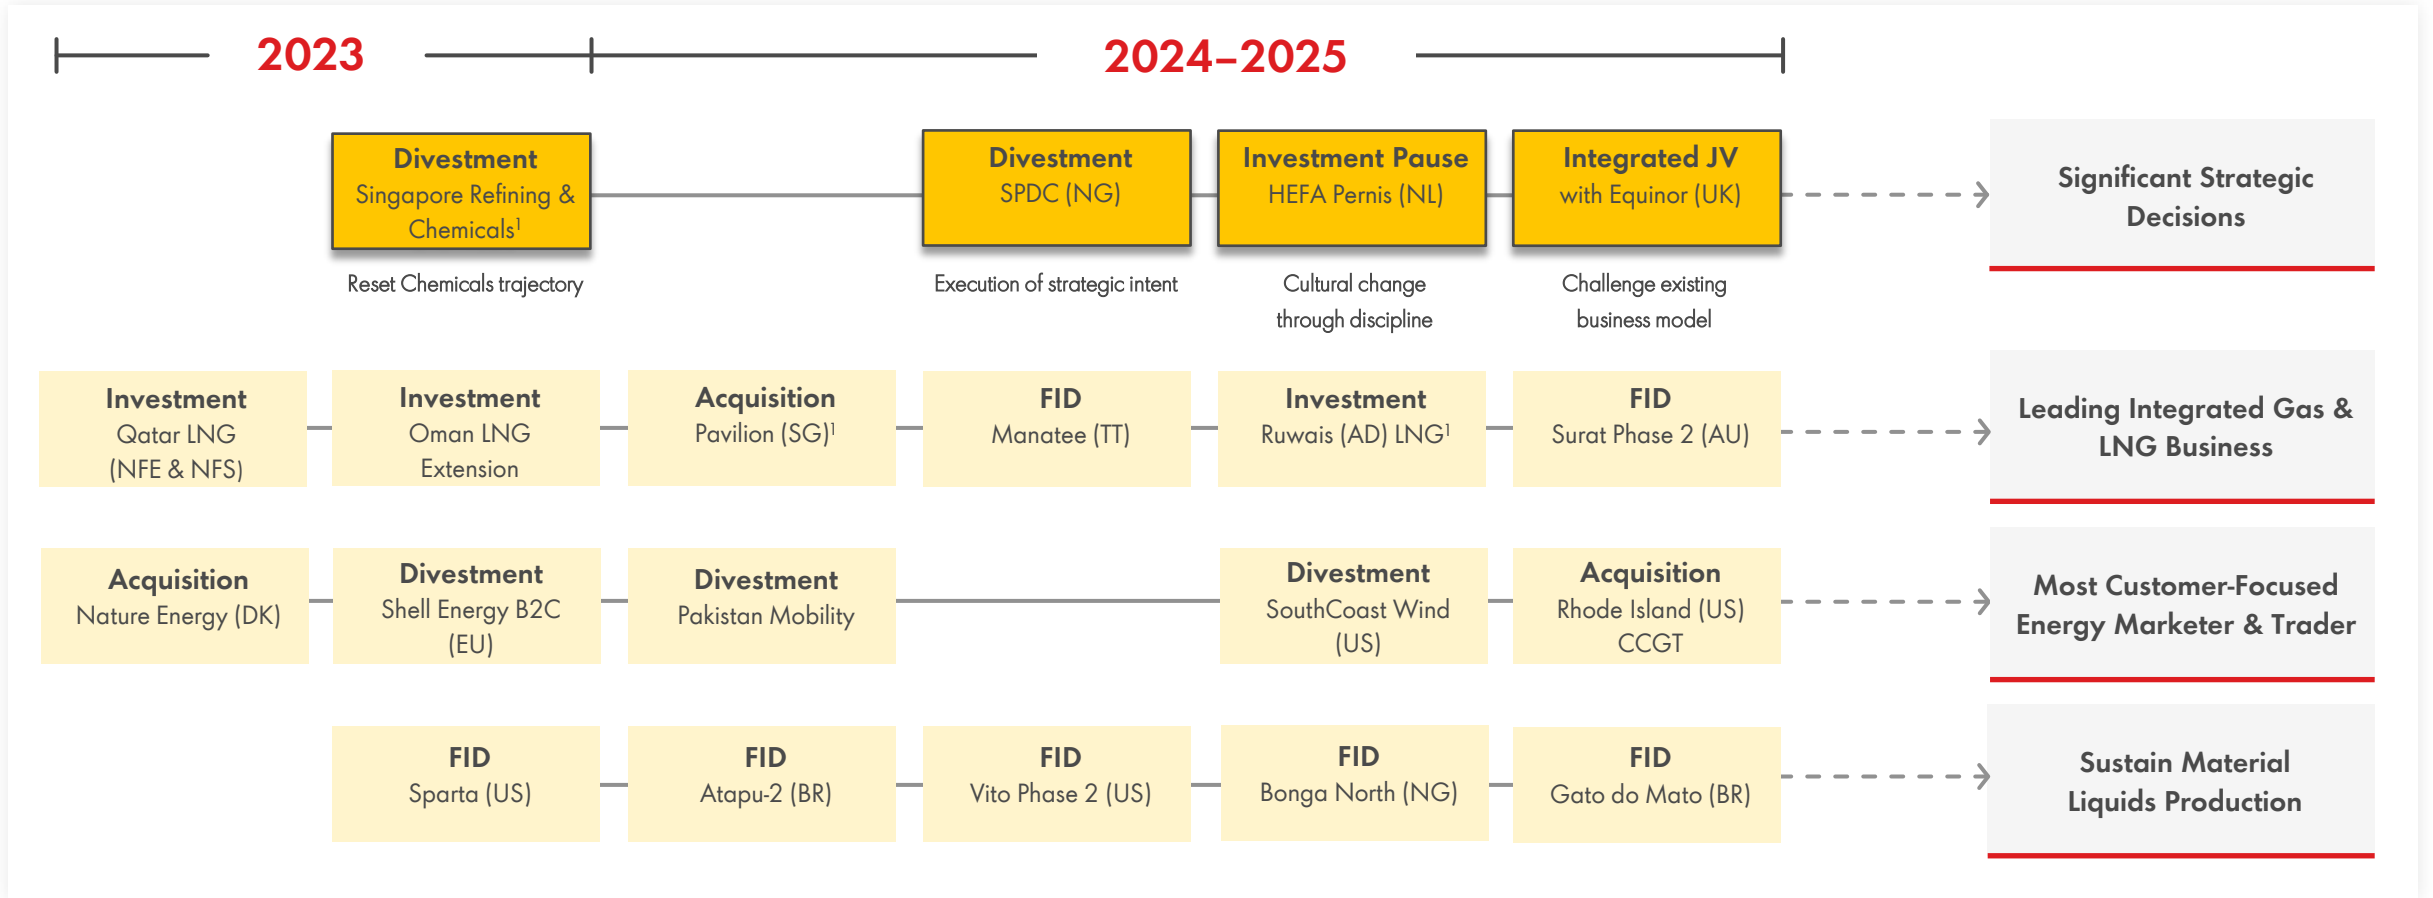 2023
2024–2025
Divestment
Singapore Refining &
Chemicals¹
Reset Chemicals trajectory
Divestment
SPDC (NG)
Execution of strategic intent
Investment Pause
HEFA Pernis (NL)
Cultural change
through discipline
Integrated JV
with Equinor (UK)
Challenge existing
business model
Significant Strategic
Decisions
Investment
Qatar LNG
(NFE & NFS)
Investment
Oman LNG
Extension
Acquisition
Pavilion (SG)¹
FID
Manatee (TT)
Investment
Ruwais (AD) LNG¹
FID
Surat Phase 2 (AU)
Leading Integrated Gas &
LNG Business
Acquisition
Nature Energy (DK)
Divestment
Shell Energy B2C
(EU)
Divestment
Pakistan Mobility
Divestment
SouthCoast Wind
(US)
Acquisition
Rhode Island (US)
CCGT
Most Customer-Focused
Energy Marketer & Trader
FID
Sparta (US)
FID
Atapu-2 (BR)
FID
Vito Phase 2 (US)
FID
Bonga North (NG)
FID
Gato do Mato (BR)
Sustain Material
Liquids Production